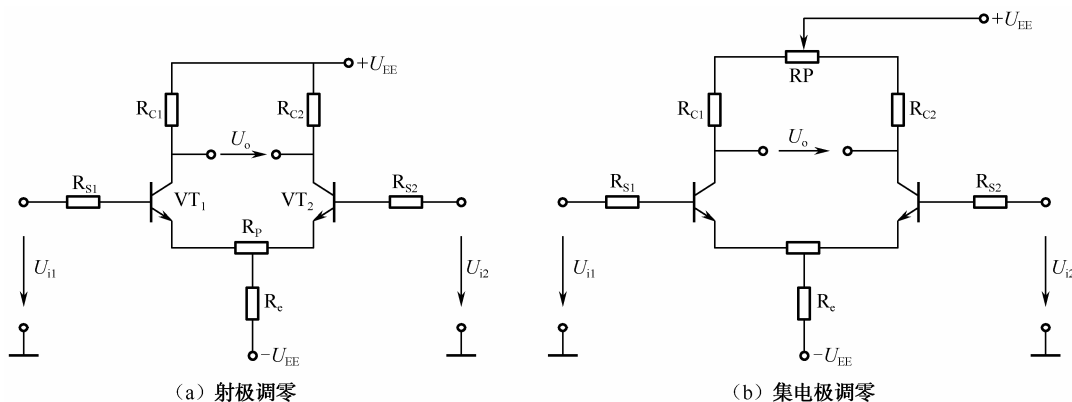 +U_EE
R_C1
R_C2
U_o
R_S1
VT_1
VT_2
R_S2
R_P
U_i1
U_i2
R_e
−U_EE
（a）射极调零
+U_EE
RP
R_C1
R_C2
U_o
R_S1
R_S2
U_i1
U_i2
R_e
−U_EE
（b）集电极调零